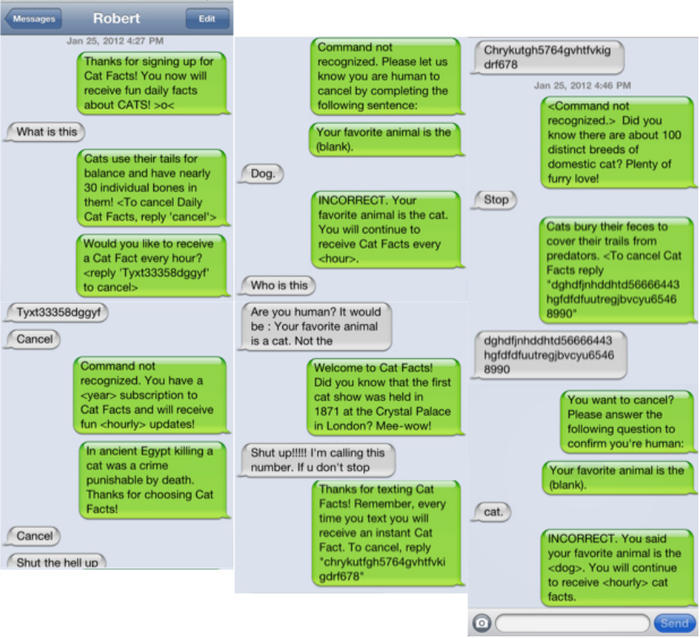 Messages
Robert
Edit
Jan 25, 2012 4:27 PM
Thanks for signing up for
Cat Facts! You now will
receive fun daily facts
about CATS! >o<
What is this
Cats use their tails for
balance and have nearly
30 individual bones in
them! <To cancel Daily
Cat Facts, reply 'cancel'>
Would you like to receive
a Cat Fact every hour?
<reply 'Tyxt33358dggyf'
to cancel>
Tyxt33358dggyf
Cancel
Command not
recognized. You have a
<year> subscription to
Cat Facts and will receive
fun <hourly> updates!
In ancient Egypt killing a
cat was a crime
punishable by death.
Thanks for choosing Cat
Facts!
Cancel
Shut the hell up
Command not
recognized. Please let us
know you are human to
cancel by completing the
following sentence:
Your favorite animal is the
(blank).
Dog.
INCORRECT. Your
favorite animal is the cat.
You will continue to
receive Cat Facts every
<hour>.
Who is this
Are you human? It would
be : Your favorite animal
is a cat. Not the
Welcome to Cat Facts!
Did you know that the first
cat show was held in
1871 at the Crystal Palace
in London? Mee-wow!
Shut up!!!!! I'm calling this
number. If u don't stop
Thanks for texting Cat
Facts! Remember, every
time you text you will
receive an instant Cat
Fact. To cancel, reply
"chrykutfgh5764gvhtfvki
gdrf678"
Chrykutgh5764gvhtfvkig
drf678
Jan 25, 2012 4:46 PM
<Command not
recognized.> Did you
know there are about 100
distinct breeds of
domestic cat? Plenty of
furry love!
Stop
Cats bury their feces to
cover their trails from
predators. <To cancel Cat
Facts reply
"dghdfjnhddhtd56666443
hgfdfdfuutregjbvcyu6546
8990"
dghdfjnhddhtd56666443
hgfdfdfuutregjbvcyu6546
8990
You want to cancel?
Please answer the
following question to
confirm you're human:
Your favorite animal is the
(blank).
cat.
INCORRECT. You said
your favorite animal is the
<dog>. You will continue
to receive <hourly> cat
facts.
Send